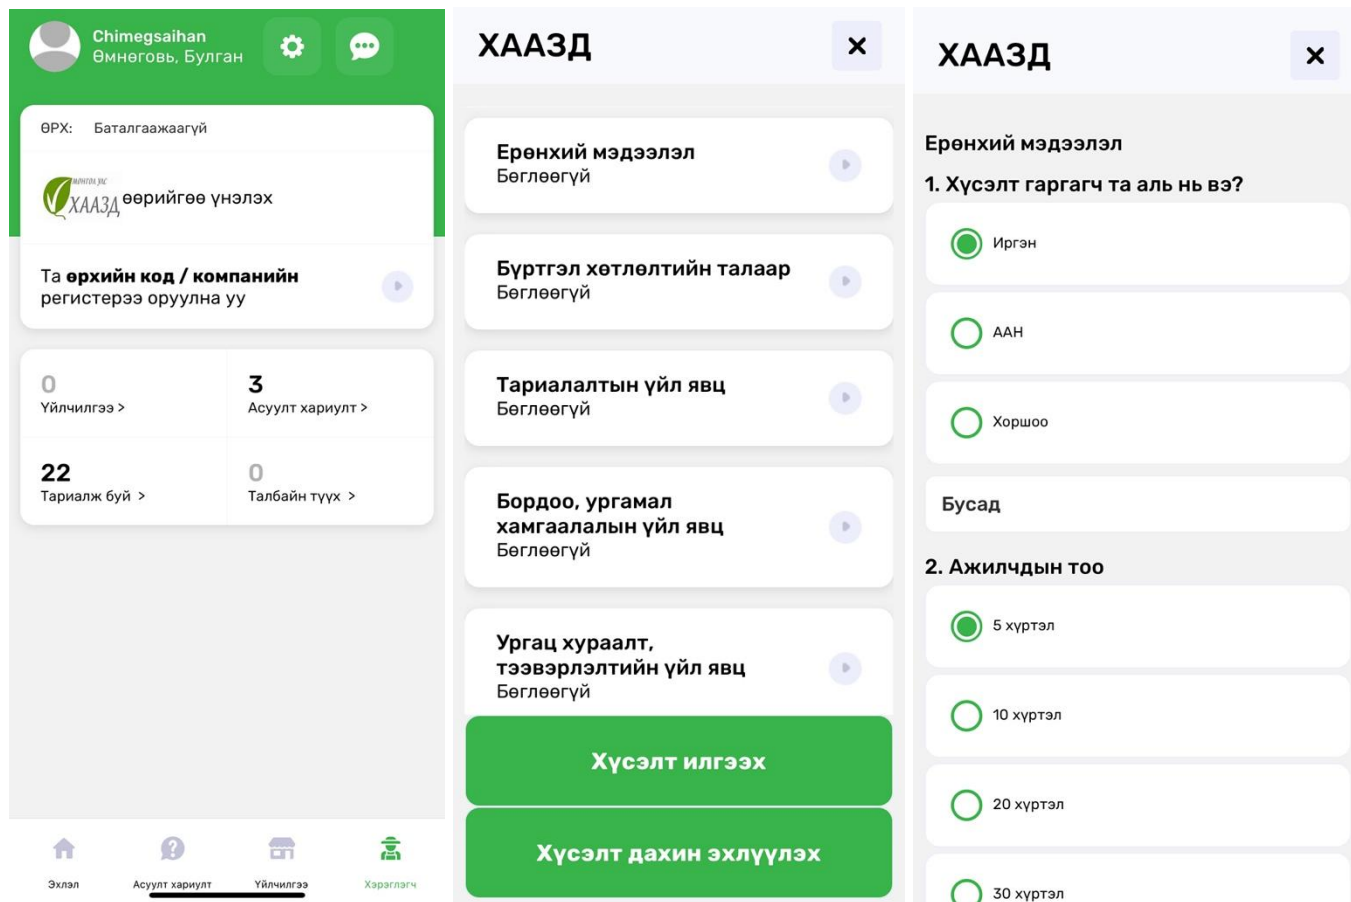 Chimegsaihan
Өмнөговь, Булган
ӨРХ: Баталгаажаагүй
МОНГОЛ УЛС
ХААЗД өөрийгөө үнэлэх
Та өрхийн код / компанийн
регистерээ оруулна уу
0
Үйлчилгээ >
3
Асуулт хариулт >
22
Тариалж буй >
0
Талбайн түүх >
Эхлэл
Асуулт хариулт
Үйлчилгээ
Хэрэглэгч
ХААЗД
Ерөнхий мэдээлэл
Бөглөөгүй
Бүртгэл хөтлөлтийн талаар
Бөглөөгүй
Тариалалтын үйл явц
Бөглөөгүй
Бордоо, ургамал
хамгаалалын үйл явц
Бөглөөгүй
Ургац хураалт,
тээвэрлэлтийн үйл явц
Бөглөөгүй
Хүсэлт илгээх
Хүсэлт дахин эхлүүлэх
ХААЗД
Ерөнхий мэдээлэл
1. Хүсэлт гаргагч та аль нь вэ?
Иргэн
ААН
Хоршоо
Бусад
2. Ажилчдын тоо
5 хүртэл
10 хүртэл
20 хүртэл
30 хүртэл